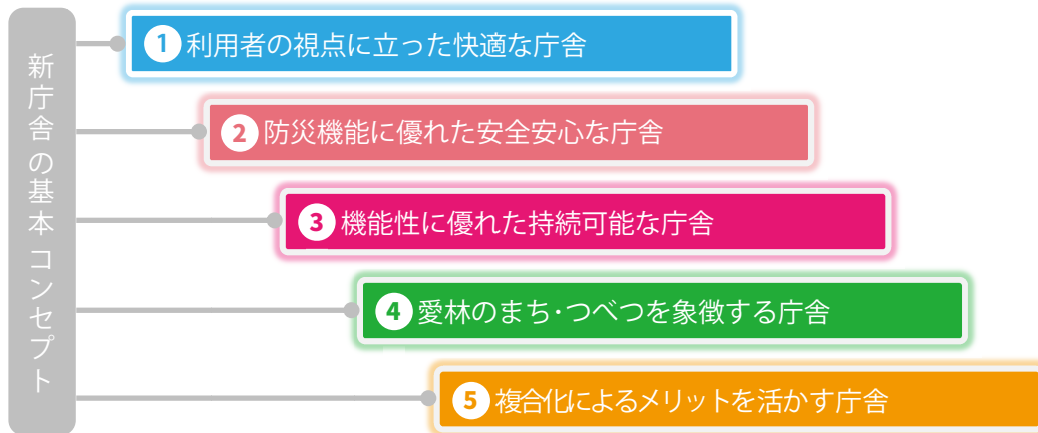 新庁舎の基本コンセプト
1 利用者の視点に立った快適な庁舎
2 防災機能に優れた安全安心な庁舎
3 機能性に優れた持続可能な庁舎
4 愛林のまち・つべつを象徴する庁舎
5 複合化によるメリットを活かす庁舎